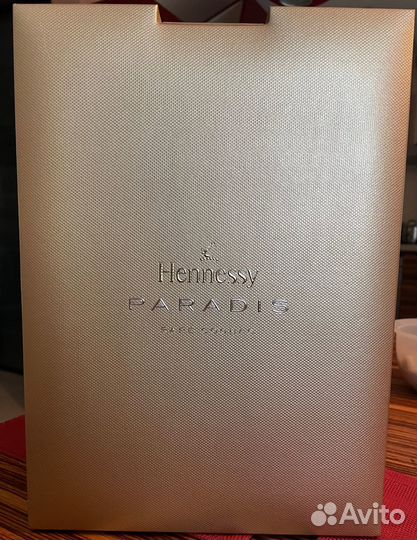 Hennessy
PARADIS
RARE COGNAC
Avito